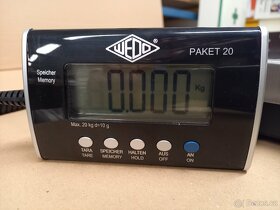 WEDO
PAKET 20
Speicher
Memory
0.000 Kg
Max. 20 kg d=10 g
TARA
TARE
SPEICHER
MEMORY
HALTEN
HOLD
AUS
OFF
AN
ON